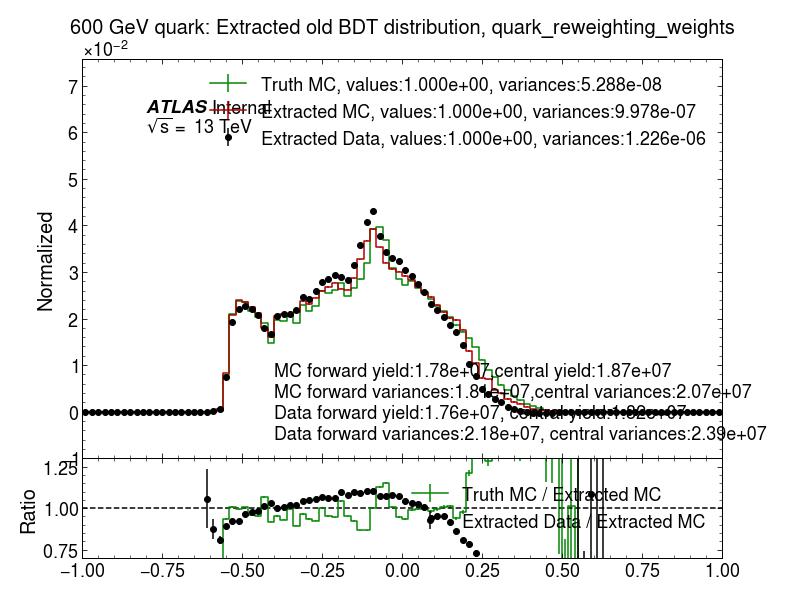 600 GeV quark: Extracted old BDT distribution, quark_reweighting_weights
×10⁻²
Truth MC, values:1.000e+00, variances:5.288e-08
ATLAS Internal
Extracted MC, values:1.000e+00, variances:9.978e-07
√s = 13 TeV
Extracted Data, values:1.000e+00, variances:1.226e-06
Normalized
7
6
5
4
3
2
1
0
MC forward yield:1.78e+07,central yield:1.87e+07
MC forward variances: central variances:2.07e+07
Data forward yield:1.76e+07, central
Data forward variances:2.18e+07, central variances:2.39e+07
Ratio
1.25
1.00
0.75
Truth MC / Extracted MC
Extracted Data / Extracted MC
−1.00 −0.75 −0.50 −0.25 0.00 0.25 0.50 0.75 1.00